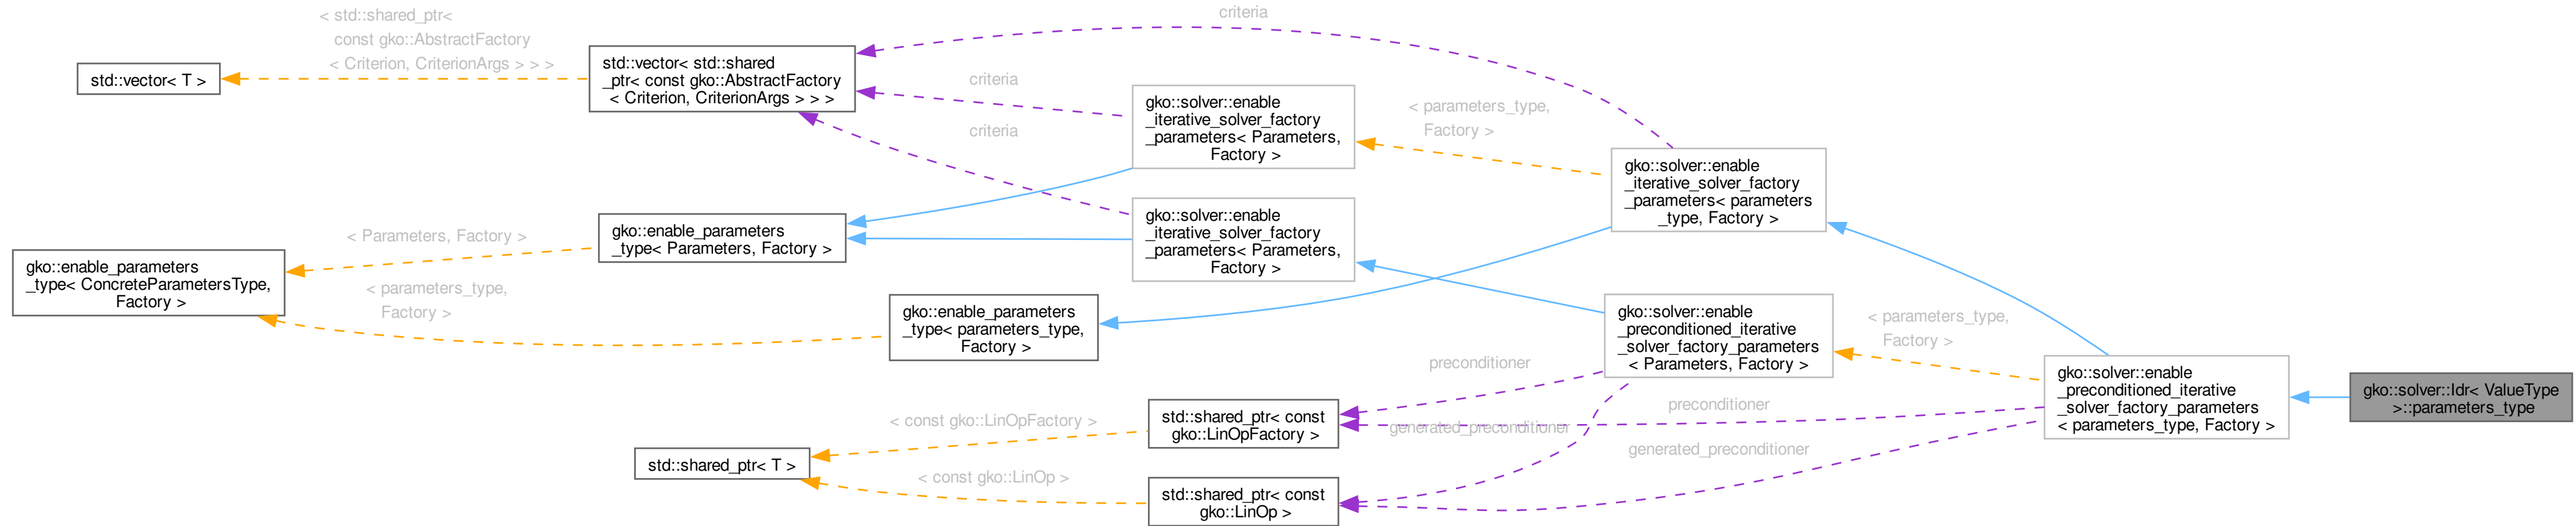 < std::shared_ptr<
const gko::AbstractFactory
< Criterion, CriterionArgs > > >
std::vector< T >
std::vector< std::shared
_ptr< const gko::AbstractFactory
< Criterion, CriterionArgs > > >
criteria
criteria
criteria
gko::solver::enable
_iterative_solver_factory
_parameters< Parameters,
Factory >
< parameters_type,
Factory >
gko::solver::enable
_iterative_solver_factory
_parameters< parameters
_type, Factory >
gko::solver::enable
_iterative_solver_factory
_parameters< Parameters,
Factory >
gko::enable_parameters
_type< Parameters, Factory >
< Parameters, Factory >
gko::enable_parameters
_type< ConcreteParametersType,
Factory >
< parameters_type,
Factory >
gko::enable_parameters
_type< parameters_type,
Factory >
gko::solver::enable
_preconditioned_iterative
_solver_factory_parameters
< Parameters, Factory >
< parameters_type,
Factory >
gko::solver::enable
_preconditioned_iterative
_solver_factory_parameters
< parameters_type, Factory >
gko::solver::Idr< ValueType
>::parameters_type
preconditioner
preconditioner
generated_preconditioner
generated_preconditioner
< const gko::LinOpFactory >
std::shared_ptr< const
gko::LinOpFactory >
std::shared_ptr< T >
< const gko::LinOp >
std::shared_ptr< const
gko::LinOp >